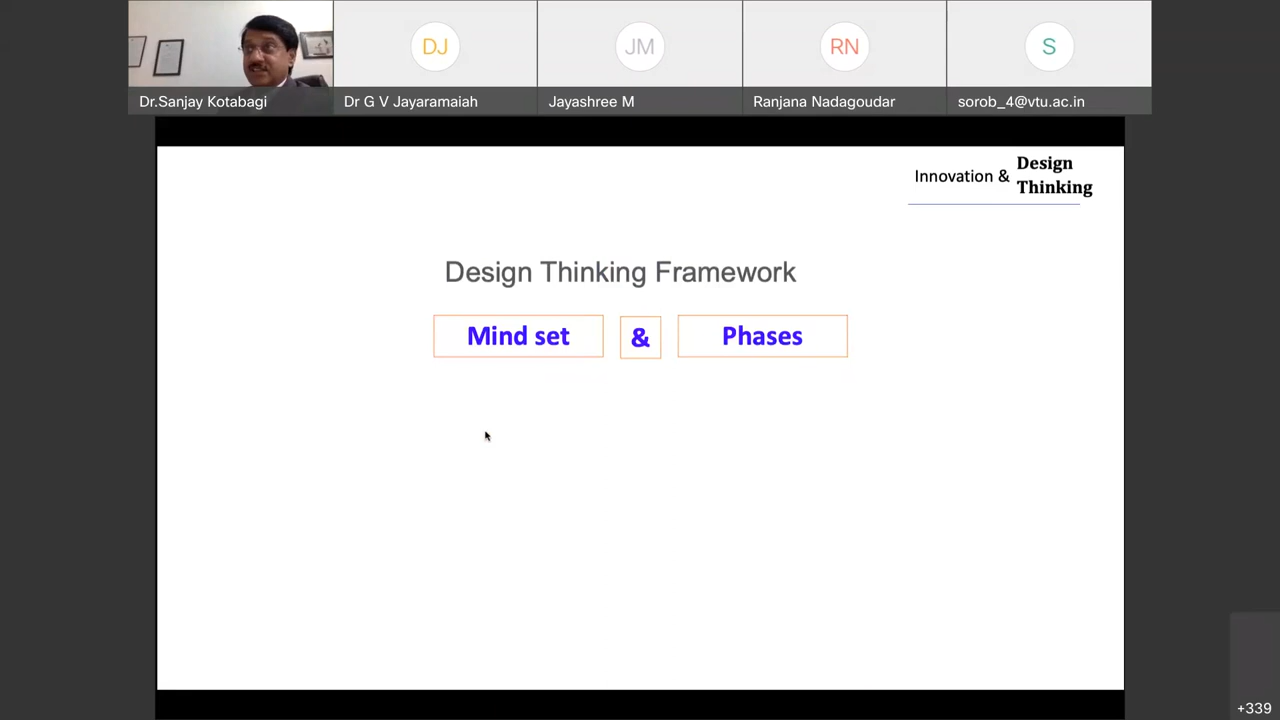 DJ
JM
RN
S
Dr.Sanjay Kotabagi
Dr G V Jayaramaiah
Jayashree M
Ranjana Nadagoudar
sorob_4@vtu.ac.in
Innovation & Design
Thinking
Design Thinking Framework
Mind set & Phases
+339